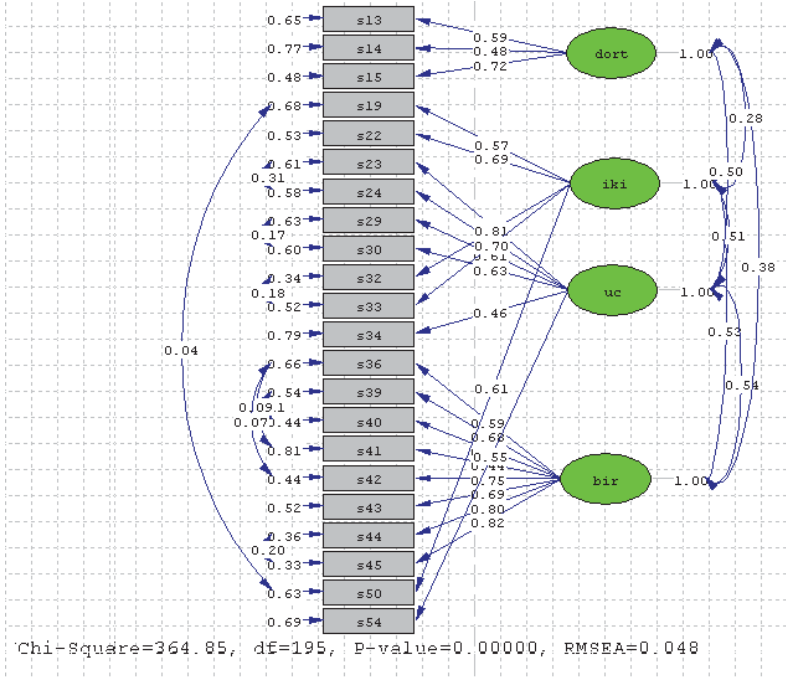 0.65 s13
0.59
0.77 s14 0.48 dort 1.00
0.72
0.48 s15
0.68 s19
0.28
0.53 s22 0.57
0.69
0.61 s23
0.31 0.50
0.58 s24 iki 1.00
0.63 s29
0.17 0.81 0.51
0.60 s30 0.70
0.61
0.63 0.38
0.34 s32
0.18 uc 1.00
0.52 s33
0.46
0.79 s34 0.53
0.04
0.66 s36
0.54 s39 0.61 0.54
0.09
0.07 0.44 s40 0.59
0.68
0.81 s41 0.55
0.44
0.44 s42 0.75 bir 1.00
0.69
0.52 s43 0.80
0.82
0.36 s44
0.20
0.33 s45
0.63 s50
0.69 s54
Chi-Square=364.85, df=195, P-value=0.00000, RMSEA=0.048